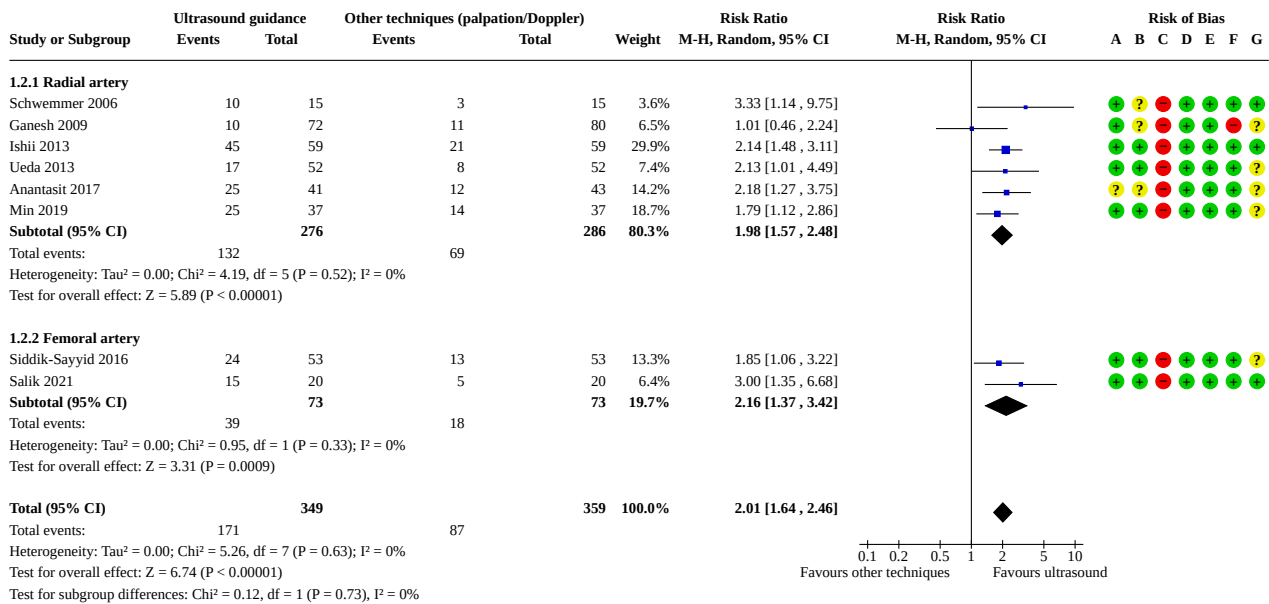 Ultrasound guidance Other techniques (palpation/Doppler) Risk Ratio Risk Ratio Risk of Bias
Study or Subgroup Events Total Events Total Weight M-H, Random, 95% CI M-H, Random, 95% CI A B C D E F G
1.2.1 Radial artery
Schwemmer 2006 10 15 3 15 3.6% 3.33 [1.14 , 9.75] + ? − + + + +
Ganesh 2009 10 72 11 80 6.5% 1.01 [0.46 , 2.24] + ? − + + − ?
Ishii 2013 45 59 21 59 29.9% 2.14 [1.48 , 3.11] + + − + + + +
Ueda 2013 17 52 8 52 7.4% 2.13 [1.01 , 4.49] + + − + + + ?
Anantasit 2017 25 41 12 43 14.2% 2.18 [1.27 , 3.75] ? ? − + + + ?
Min 2019 25 37 14 37 18.7% 1.79 [1.12 , 2.86] + + − + + + ?
Subtotal (95% CI) 276 286 80.3% 1.98 [1.57 , 2.48]
Total events: 132 69
Heterogeneity: Tau² = 0.00; Chi² = 4.19, df = 5 (P = 0.52); I² = 0%
Test for overall effect: Z = 5.89 (P < 0.00001)
1.2.2 Femoral artery
Siddik-Sayyid 2016 24 53 13 53 13.3% 1.85 [1.06 , 3.22] + + − + + + ?
Salik 2021 15 20 5 20 6.4% 3.00 [1.35 , 6.68] + + − + + + +
Subtotal (95% CI) 73 73 19.7% 2.16 [1.37 , 3.42]
Total events: 39 18
Heterogeneity: Tau² = 0.00; Chi² = 0.95, df = 1 (P = 0.33); I² = 0%
Test for overall effect: Z = 3.31 (P = 0.0009)
Total (95% CI) 349 359 100.0% 2.01 [1.64 , 2.46]
Total events: 171 87
Heterogeneity: Tau² = 0.00; Chi² = 5.26, df = 7 (P = 0.63); I² = 0%
0.1 0.2 0.5 1 2 5 10
Test for overall effect: Z = 6.74 (P < 0.00001) Favours other techniques Favours ultrasound
Test for subgroup differences: Chi² = 0.12, df = 1 (P = 0.73), I² = 0%